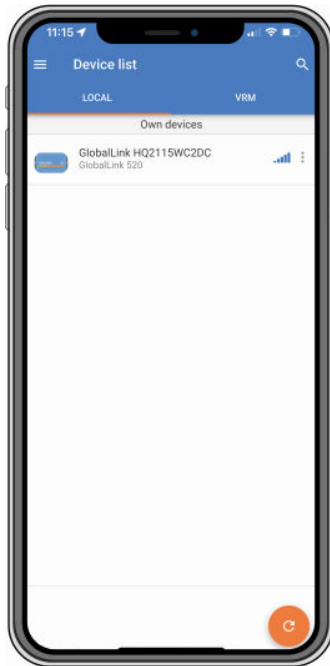 11:15
Device list
LOCAL
VRM
Own devices
GlobalLink HQ2115WC2DC
GlobalLink 520